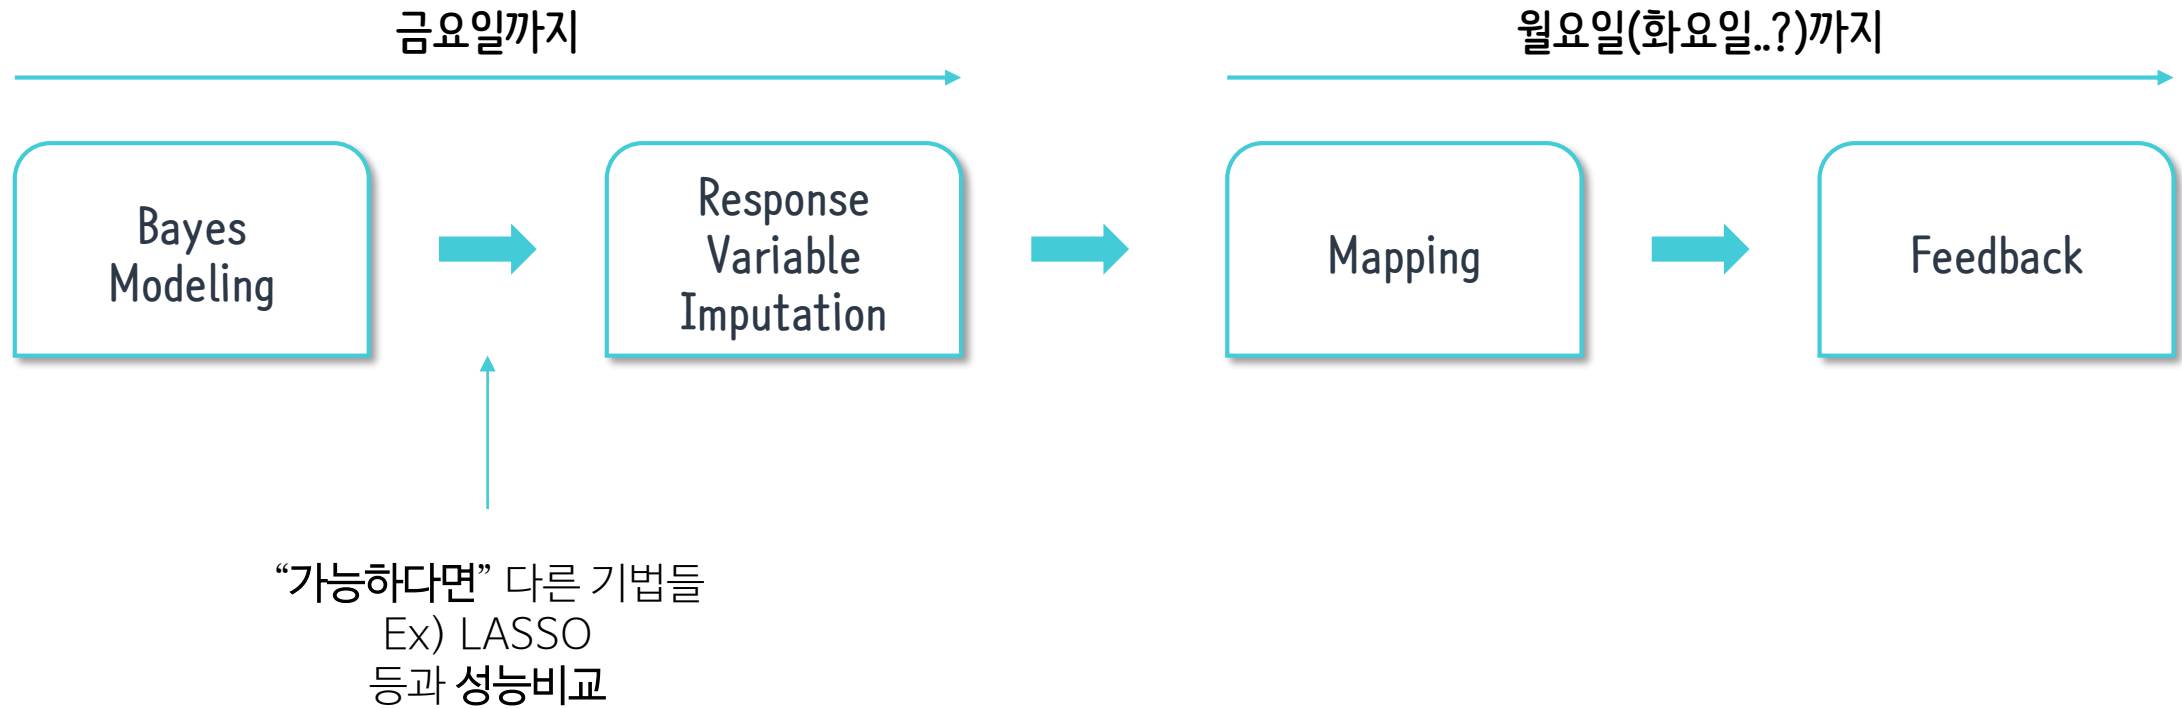 금요일까지
월요일(화요일..?)까지
Bayes
Modeling
Response
Variable
Imputation
Mapping
Feedback
“가능하다면” 다른 기법들
Ex) LASSO
등과 성능비교